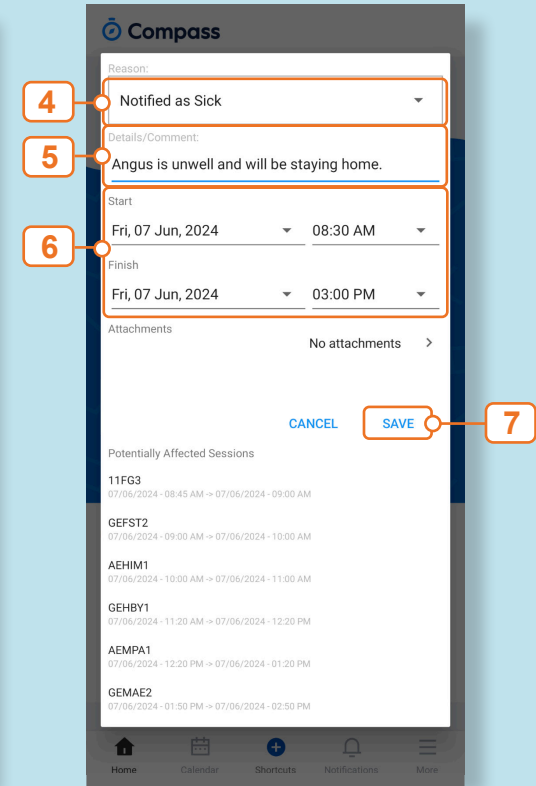 Compass
Reason:
4
Notified as Sick
Details/Comment:
5
Angus is unwell and will be staying home.
Start
Fri, 07 Jun, 2024 08:30 AM
6
Finish
Fri, 07 Jun, 2024 03:00 PM
Attachments
No attachments
CANCEL SAVE 7
Potentially Affected Sessions
11FG3
07/06/2024 - 08:45 AM -> 07/06/2024 - 09:00 AM
GEFST2
07/06/2024 - 09:00 AM -> 07/06/2024 - 10:00 AM
AEHIM1
07/06/2024 - 10:00 AM -> 07/06/2024 - 11:00 AM
GEHBY1
07/06/2024 - 11:20 AM -> 07/06/2024 - 12:20 PM
AEMPA1
07/06/2024 - 12:20 PM -> 07/06/2024 - 01:20 PM
GEMAE2
07/06/2024 - 01:50 PM -> 07/06/2024 - 02:50 PM
Home Calendar Shortcuts Notifications More